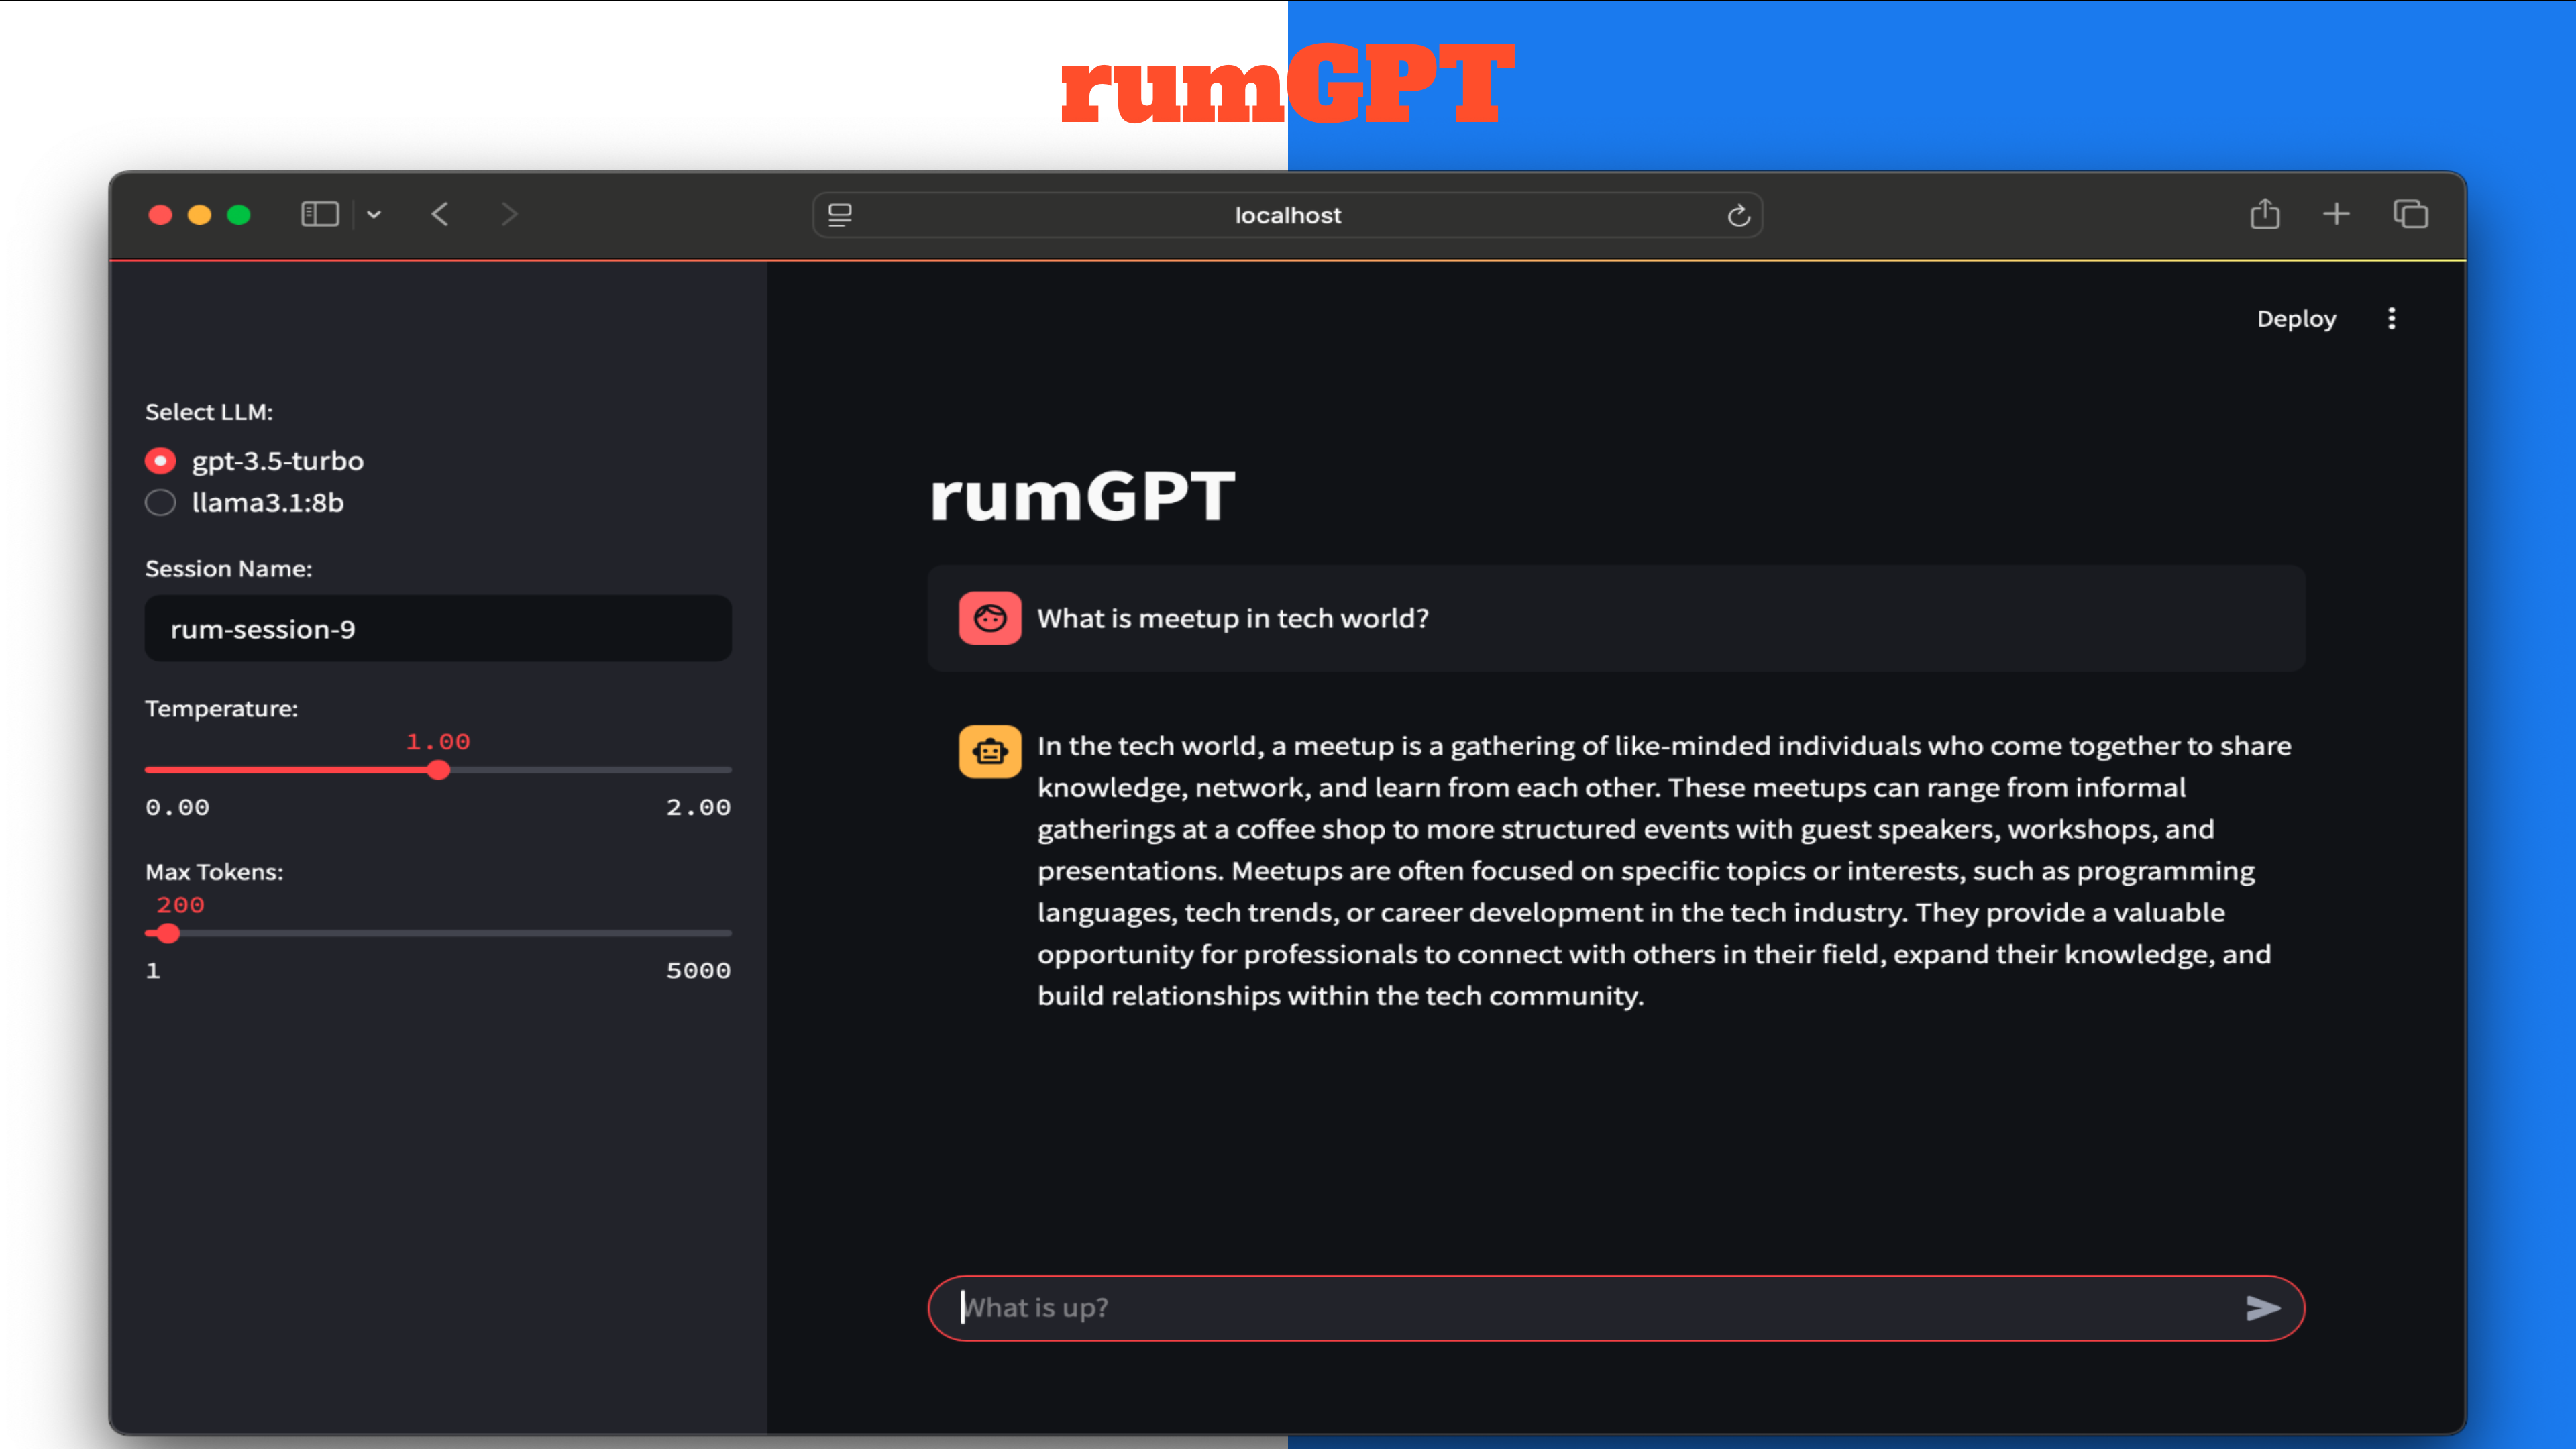 rumGPT
localhost
Deploy
Select LLM:
gpt-3.5-turbo
llama3.1:8b
Session Name:
rum-session-9
Temperature:
1.00
0.00 2.00
Max Tokens:
200
1 5000
rumGPT
What is meetup in tech world?
In the tech world, a meetup is a gathering of like-minded individuals who come together to share
knowledge, network, and learn from each other. These meetups can range from informal
gatherings at a coffee shop to more structured events with guest speakers, workshops, and
presentations. Meetups are often focused on specific topics or interests, such as programming
languages, tech trends, or career development in the tech industry. They provide a valuable
opportunity for professionals to connect with others in their field, expand their knowledge, and
build relationships within the tech community.
What is up?